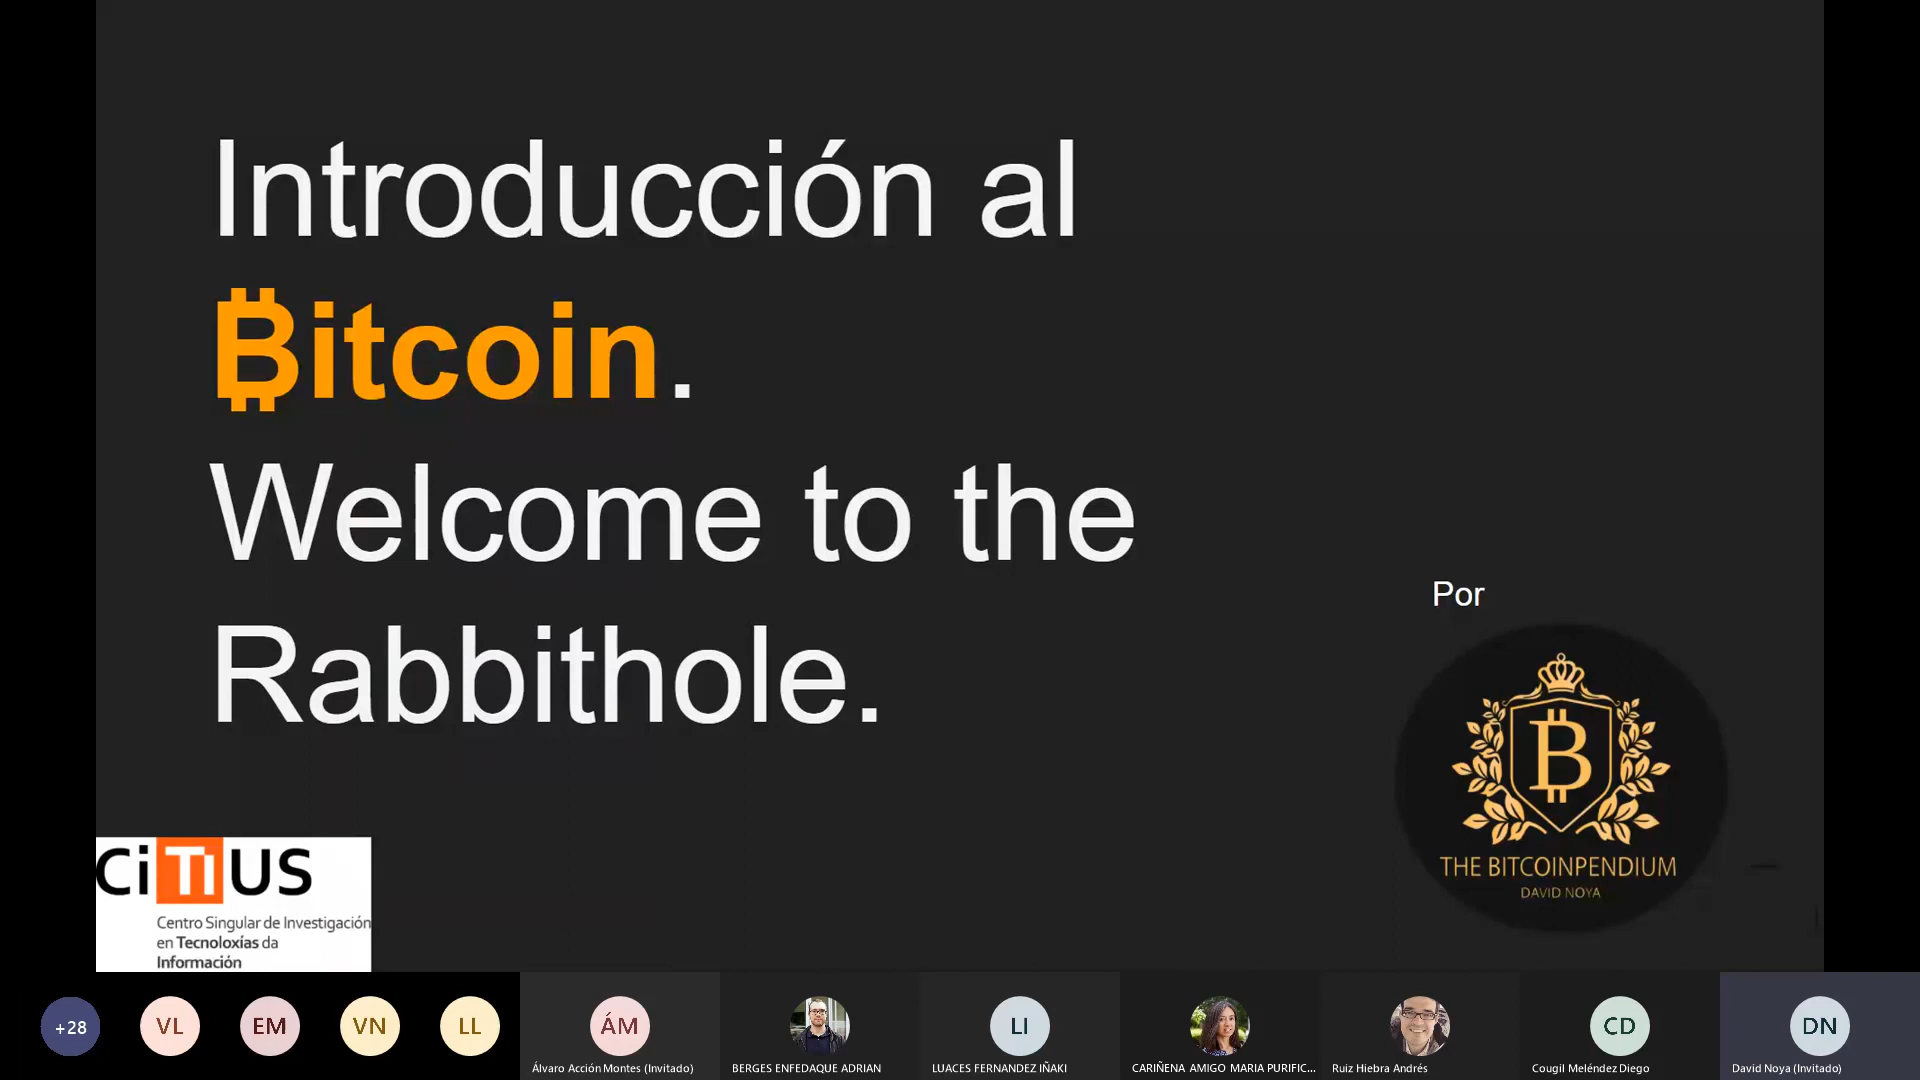 Introducción al
₿itcoin.
Welcome to the
Rabbithole.
Por
B
THE BITCOINPENDIUM
DAVID NOYA
CiTIUS
Centro Singular de Investigación
en Tecnoloxías da
Información
+28
VL
EM
VN
LL
ÁM
LI
CD
DN
Álvaro Acción Montes (Invitado)
BERGES ENFEDAQUE ADRIAN
LUACES FERNANDEZ IÑAKI
CARIÑENA AMIGO MARIA PURIFIC...
Ruiz Hiebra Andrés
Cougil Meléndez Diego
David Noya (Invitado)